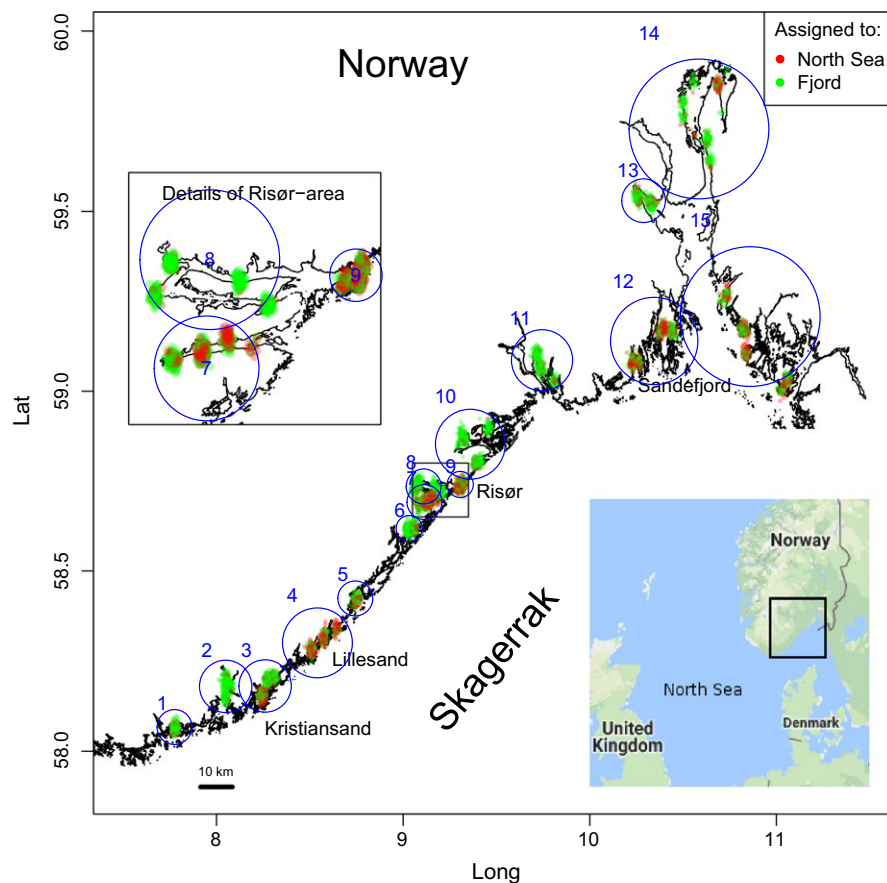 60.0
59.5
59.0
58.5
58.0
Lat
8
9
10
11
Long
Norway
Assigned to:
North Sea
Fjord
Details of Risør−area
8
9
7
14
13
15
12
11
10
8
9
7
6
5
4
3
2
1
Sandefjord
Risør
Lillesand
Kristiansand
Skagerrak
10 km
Norway
North Sea
Denmark
United
Kingdom